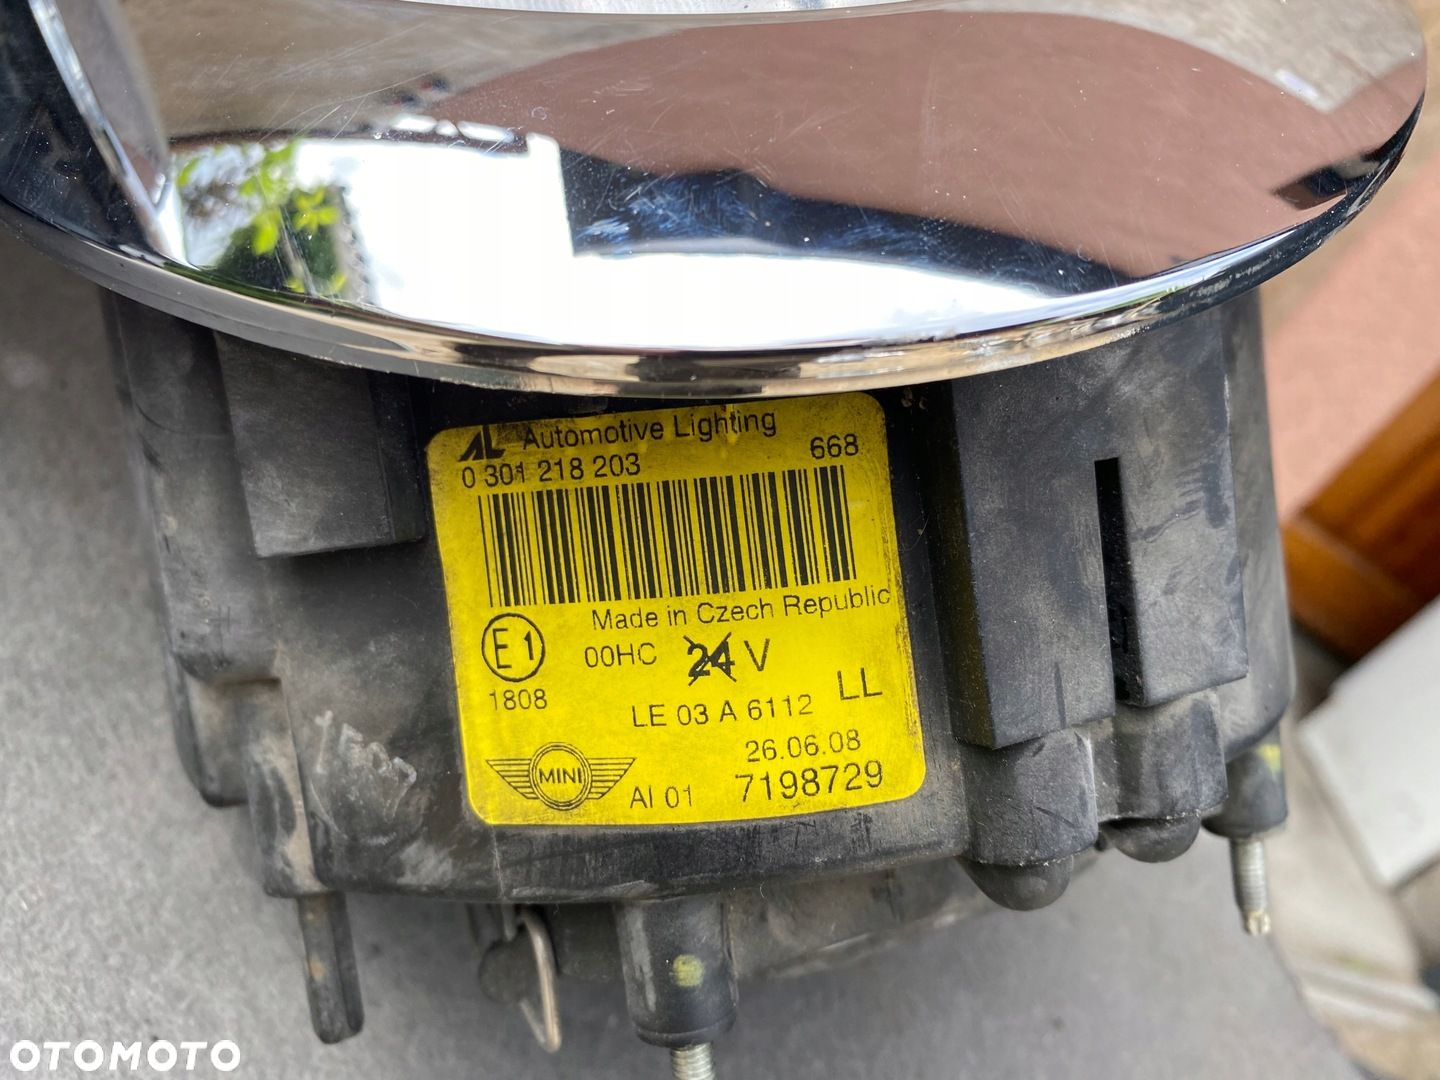 AL Automotive Lighting
0 301 218 203 668
Made in Czech Republic
E1 00HC 24 V
1808 LE 03 A 6112 LL
26.06.08
MINI AI 01 7198729
OTOMOTO